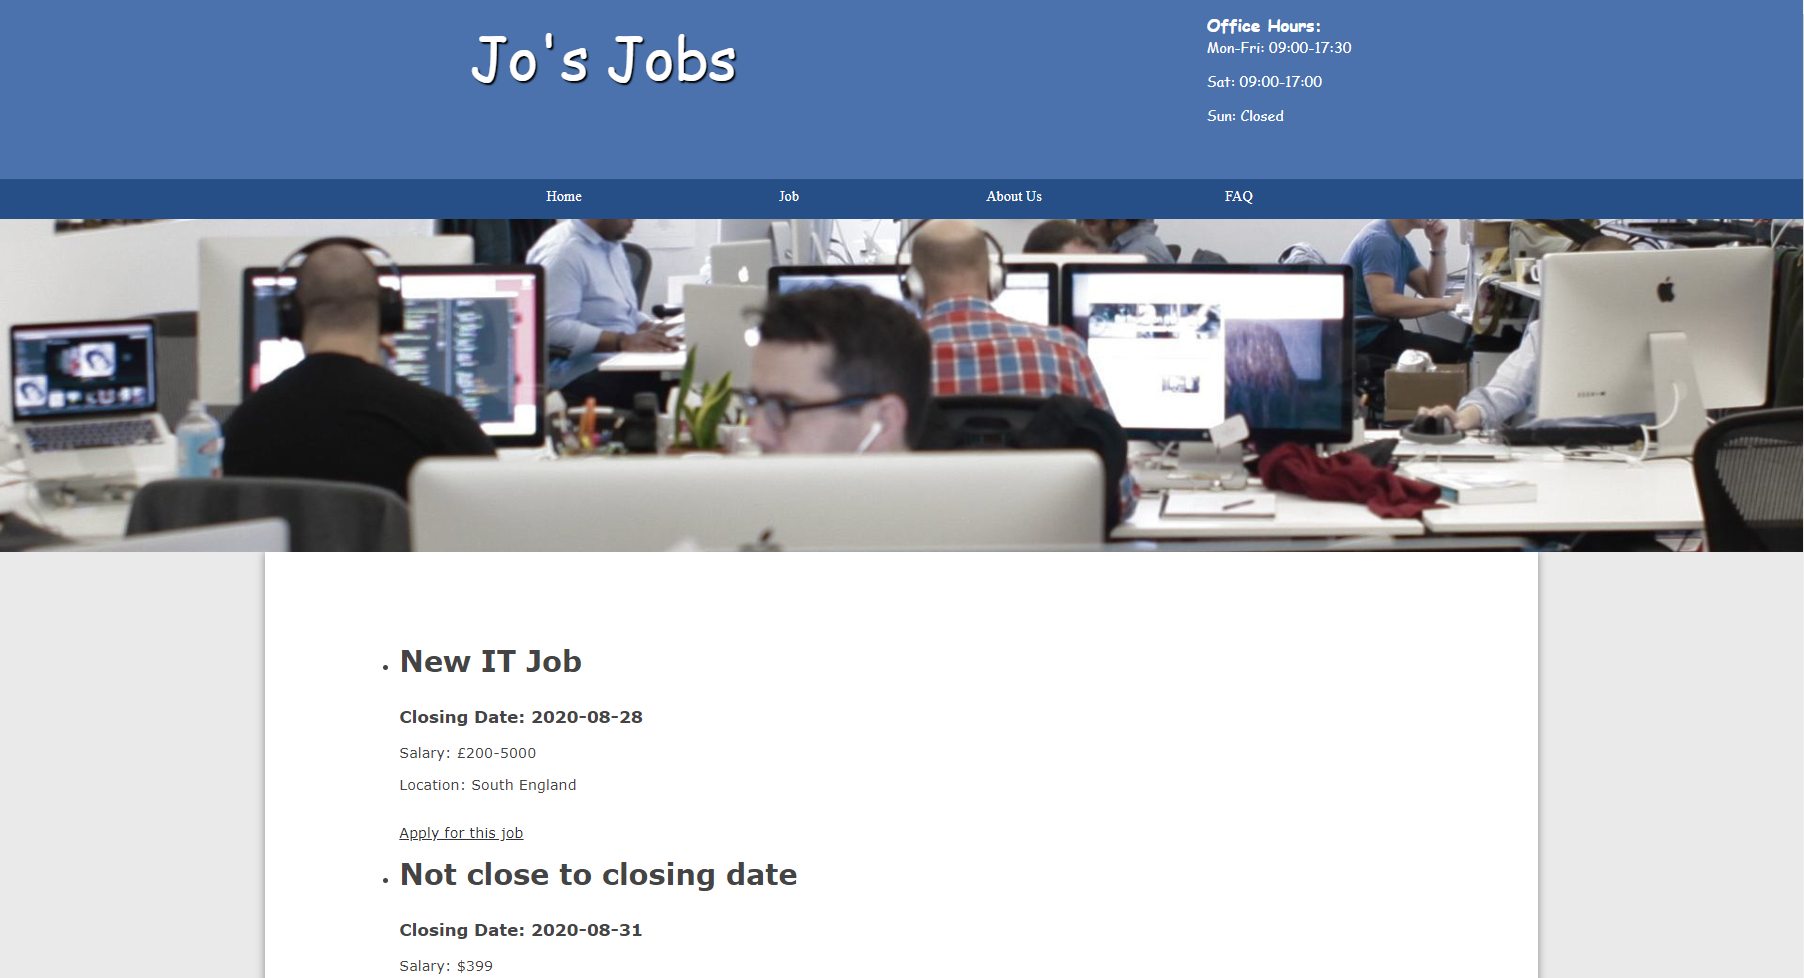 Jo's Jobs
Office Hours:
Mon-Fri: 09:00-17:30
Sat: 09:00-17:00
Sun: Closed
Home
Job
About Us
FAQ
New IT Job
Closing Date: 2020-08-28
Salary: £200-5000
Location: South England
Apply for this job
Not close to closing date
Closing Date: 2020-08-31
Salary: $399